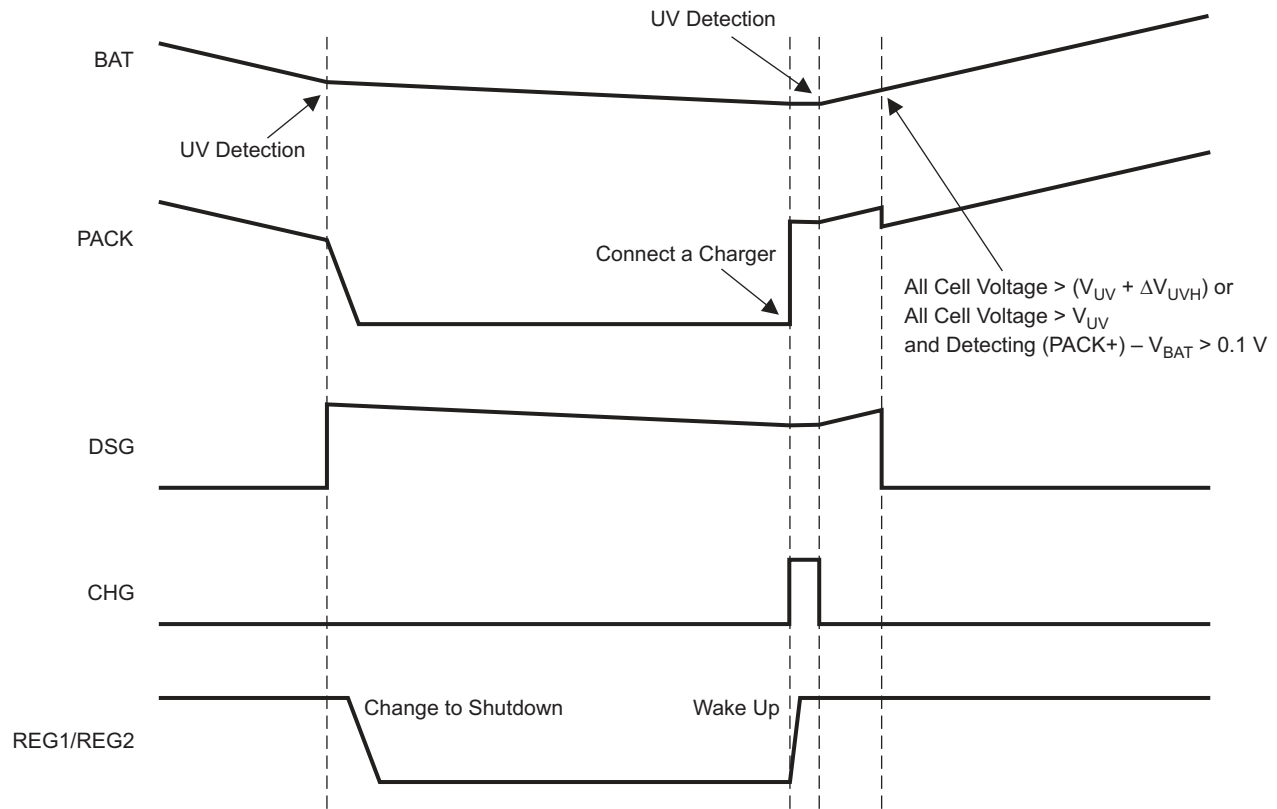 UV Detection
BAT
UV Detection
PACK
Connect a Charger
All Cell Voltage > (V_UV + ΔV_UVH) or
All Cell Voltage > V_UV
and Detecting (PACK+) – V_BAT > 0.1 V
DSG
CHG
Change to Shutdown
Wake Up
REG1/REG2